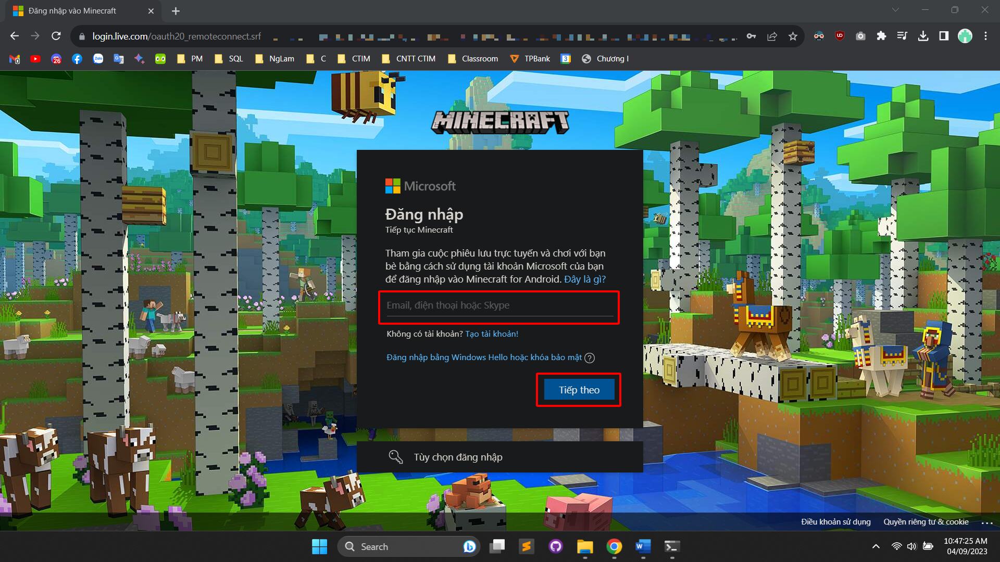 Đăng nhập vào Minecraft
login.live.com/oauth20_remoteconnect.srf
0
26
Zalo
PM
SQL
NgLam
C
CTIM
CNTT CTIM
Classroom
TPBank
3
Chương I
MINECRAFT
Microsoft
Đăng nhập
Tiếp tục Minecraft
Tham gia cuộc phiêu lưu trực tuyến và chơi với bạn
bè bằng cách sử dụng tài khoản Microsoft của bạn
để đăng nhập vào Minecraft for Android. Đây là gì?
Email, điện thoại hoặc Skype
Không có tài khoản? Tạo tài khoản!
Đăng nhập bằng Windows Hello hoặc khóa bảo mật ?
Tiếp theo
Tùy chọn đăng nhập
Điều khoản sử dụng Quyền riêng tư & cookie ...
Search
10:47:25 AM
04/09/2023